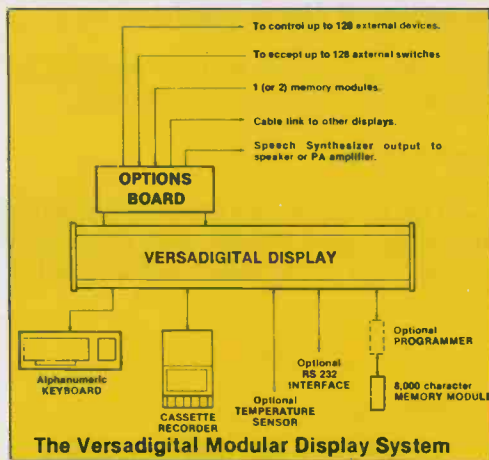 To control up to 128 external devices.
To accept up to 128 external switches
1 (or 2) memory modules.
Cable link to other displays.
Speech Synthesizer output to
speaker or PA amplifier.
OPTIONS
BOARD
VERSADIGITAL DISPLAY
Alphanumeric
KEYBOARD
CASSETTE
RECORDER
Optional
TEMPERATURE
SENSOR
Optional
RS 232
INTERFACE
Optional
PROGRAMMER
8,000 character
MEMORY MODULE
The Versadigital Modular Display System